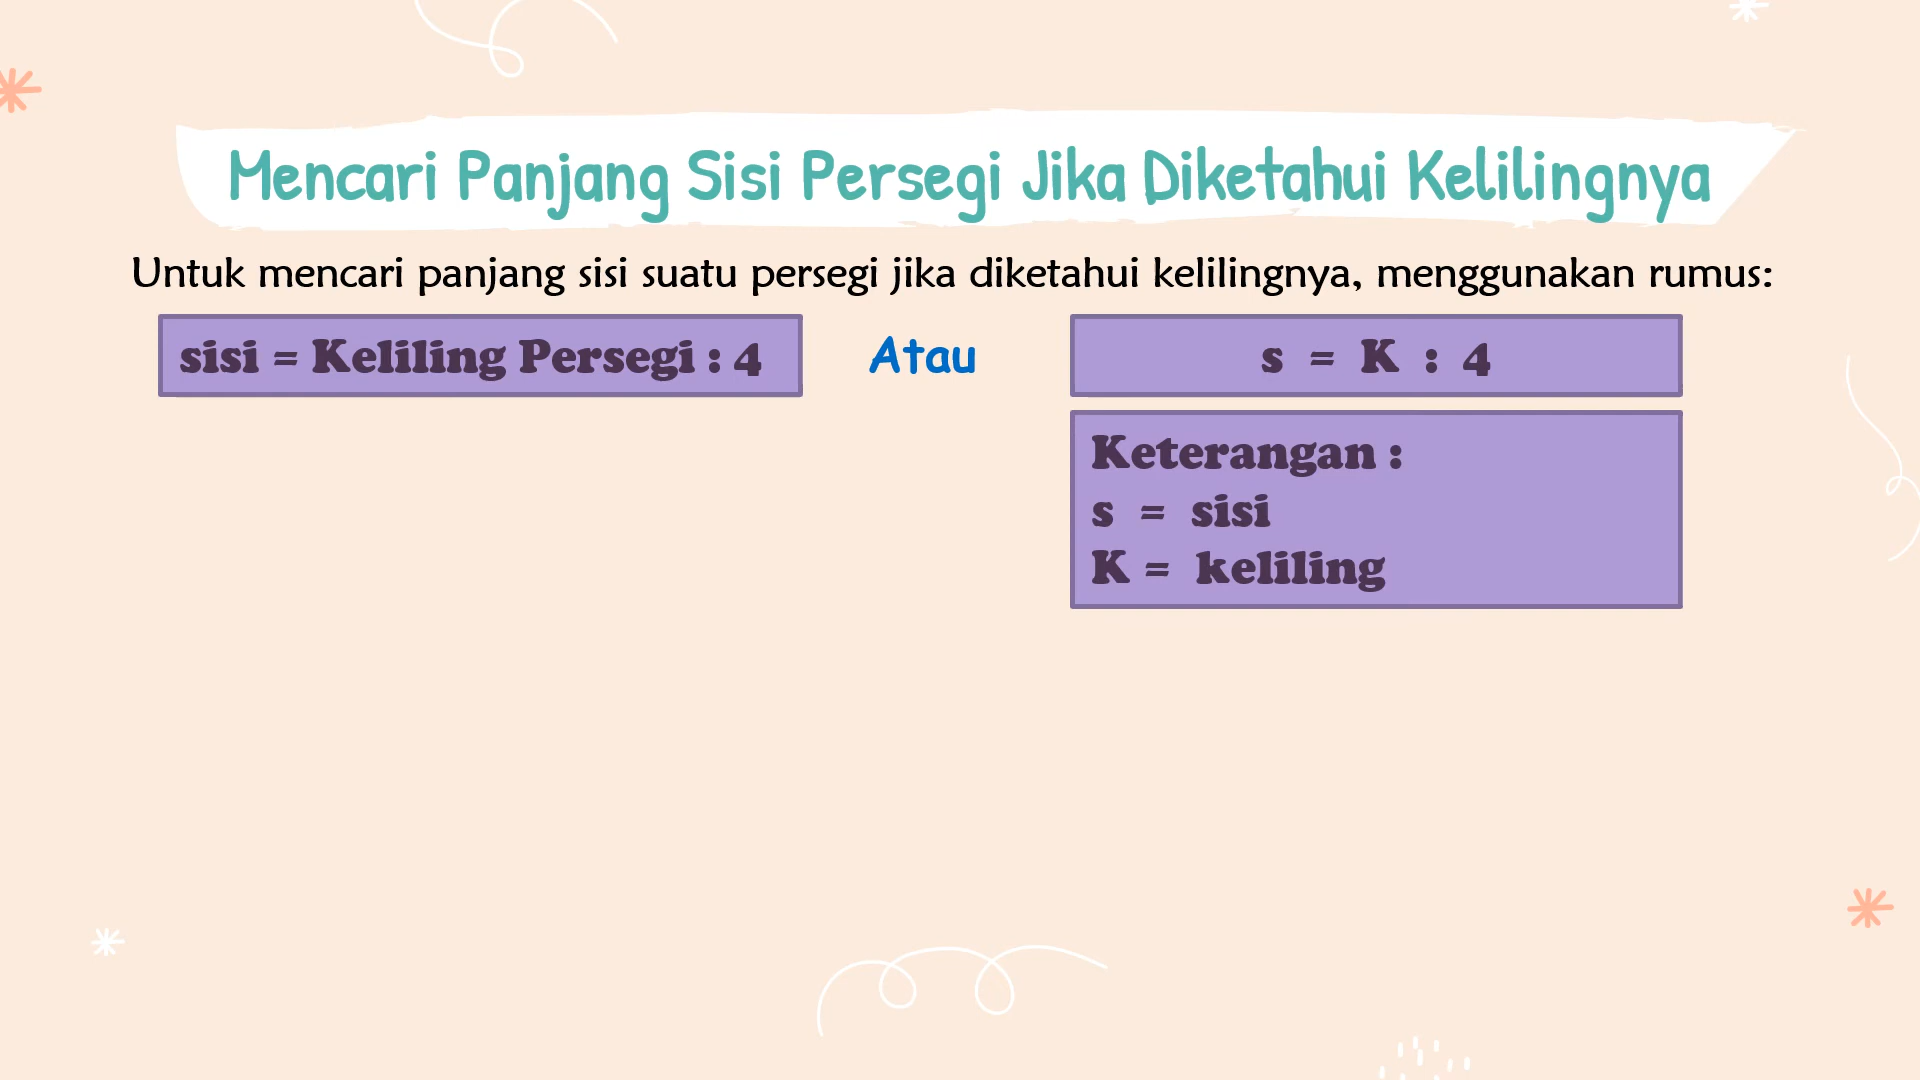 Mencari Panjang Sisi Persegi Jika Diketahui Kelilingnya
Untuk mencari panjang sisi suatu persegi jika diketahui kelilingnya, menggunakan rumus:
sisi = Keliling Persegi : 4
Atau
s = K : 4
Keterangan :
s = sisi
K = keliling